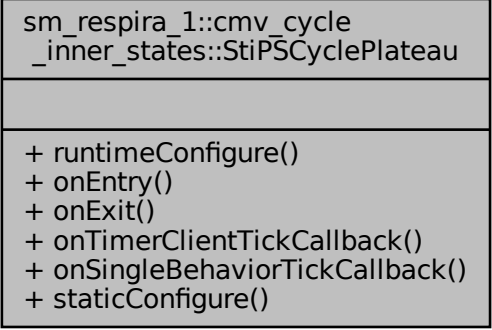 sm_respira_1::cmv_cycle
_inner_states::StiPSCyclePlateau
+ runtimeConfigure()
+ onEntry()
+ onExit()
+ onTimerClientTickCallback()
+ onSingleBehaviorTickCallback()
+ staticConfigure()